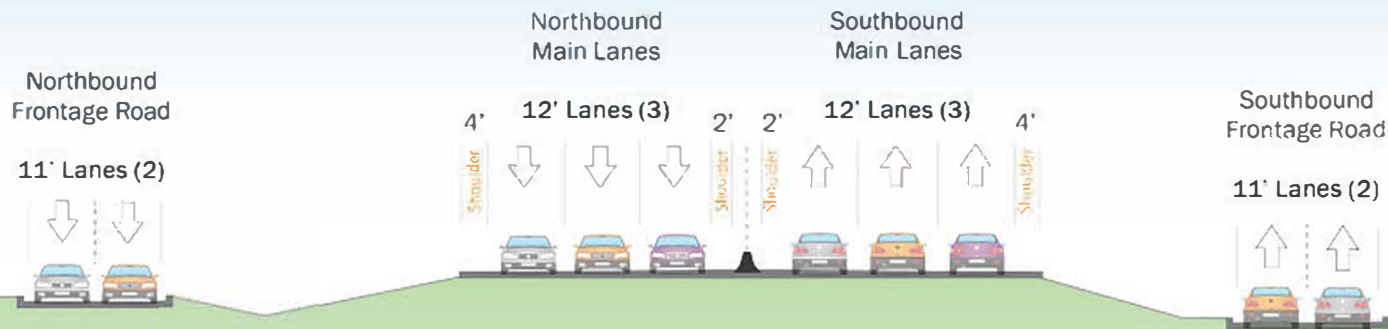 Northbound
Frontage Road
11' Lanes (2)
Northbound
Main Lanes
4'
12' Lanes (3)
2'
Shoulder
Shoulder
Southbound
Main Lanes
2'
12' Lanes (3)
4'
Shoulder
Shoulder
Southbound
Frontage Road
11' Lanes (2)